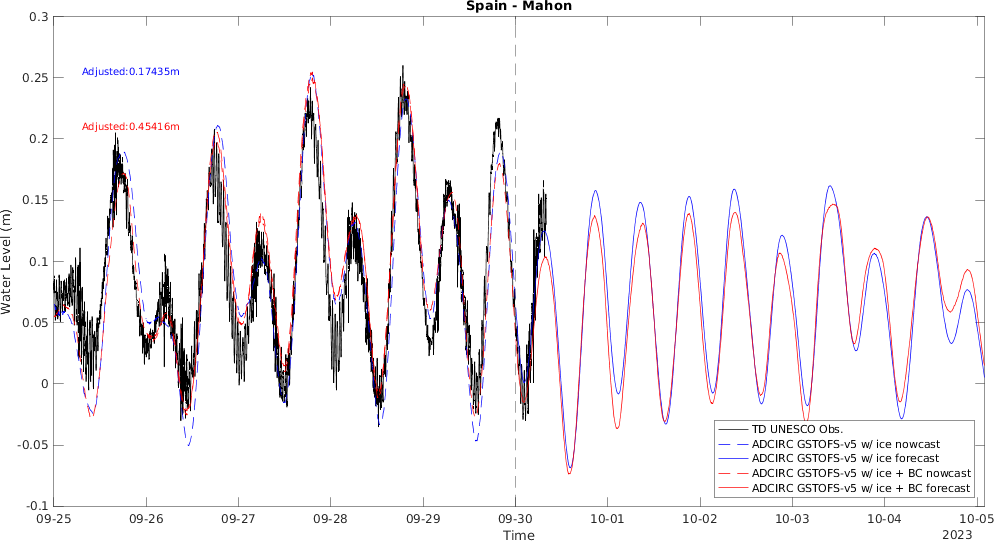 Spain - Mahon
0.3
0.25
0.2
0.15
0.1
0.05
0
-0.05
-0.1
Water Level (m)
Adjusted:0.17435m
Adjusted:0.45416m
TD UNESCO Obs.
ADCIRC GSTOFS-v5 w/ ice nowcast
ADCIRC GSTOFS-v5 w/ ice forecast
ADCIRC GSTOFS-v5 w/ ice + BC nowcast
ADCIRC GSTOFS-v5 w/ ice + BC forecast
09-25 09-26 09-27 09-28 09-29 09-30 10-01 10-02 10-03 10-04 10-05
Time
2023